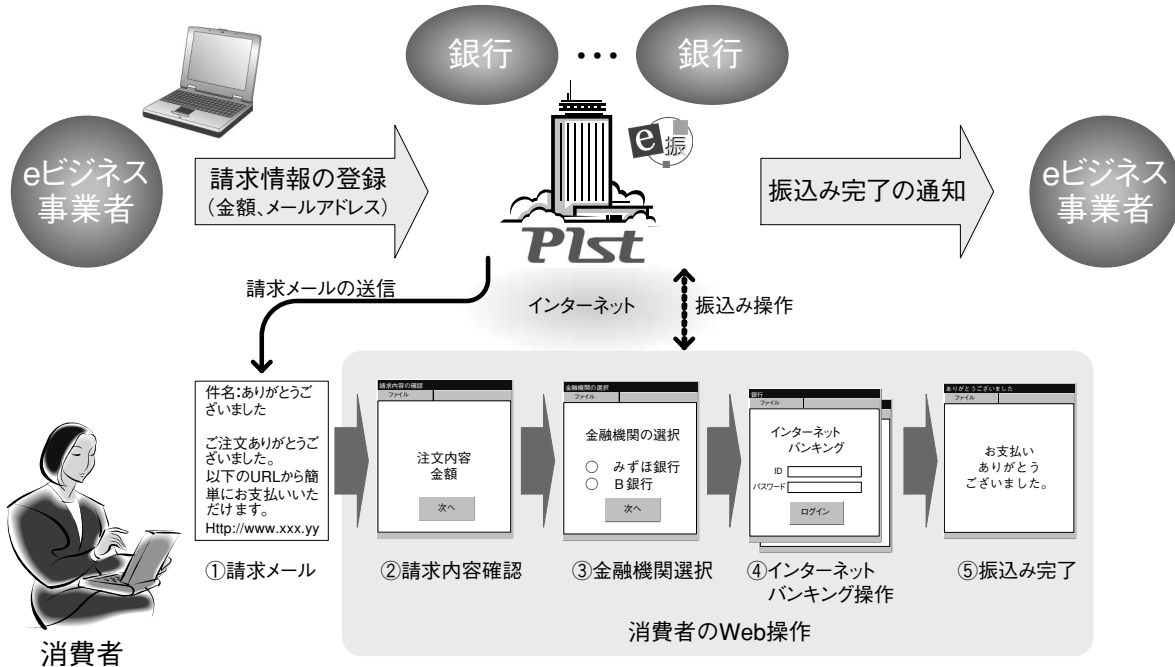 銀行
…
銀行
e振
eビジネス
事業者
請求情報の登録
(金額、メールアドレス)
PIst
振込み完了の通知
eビジネス
事業者
請求メールの送信
インターネット
振込み操作
件名:ありがとうご
ざいました
ご注文ありがとうご
ざいました。
以下のURLから簡
単にお支払いいた
だけます。
Http://www.xxx.yy
請求内容の確認
ファイル
注文内容
金額
次へ
金融機関の選択
ファイル
金融機関の選択
○ みずほ銀行
○ B銀行
次へ
銀行
ファイル
インターネット
バンキング
ID
パスワード
ログイン
ありがとうございました
ファイル
お支払い
ありがとう
ございました。
①請求メール
②請求内容確認
③金融機関選択
④インターネット
バンキング操作
⑤振込み完了
消費者のWeb操作
消費者